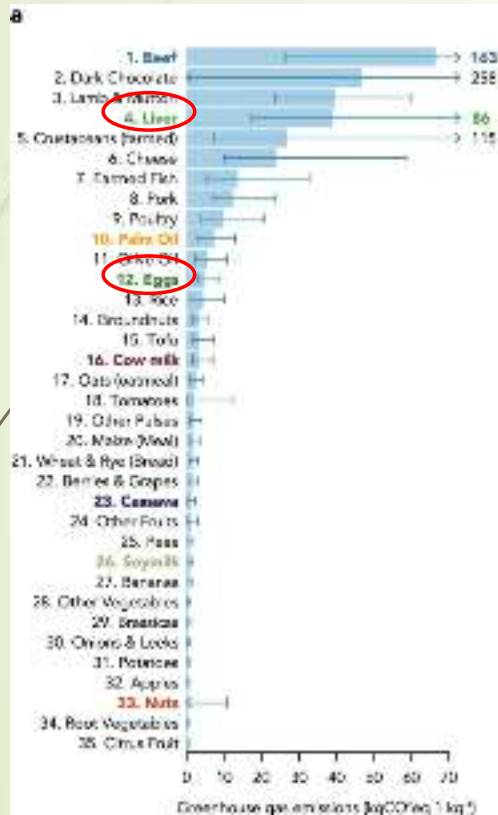 a
1. Beef 163
2. Dark Chocolate 258
3. Lamb & Mutton
4. Liver 86
5. Crustaceans (farmed) 115
6. Cheese
7. Farmed Fish
8. Pork
9. Poultry
10. Palm Oil
11. Olive Oil
12. Eggs
13. Rice
14. Groundnuts
15. Tofu
16. Cow milk
17. Oats (oatmeal)
18. Tomatoes
19. Other Pulses
20. Maize (Meal)
21. Wheat & Rye (Bread)
22. Berries & Grapes
23. Cassava
24. Other Fruits
25. Peas
26. Soymilk
27. Bananas
28. Other Vegetables
29. Brassicas
30. Onions & Leeks
31. Potatoes
32. Apples
33. Nuts
34. Root Vegetables
35. Citrus Fruit
0 10 20 30 40 50 60 70
Greenhouse gas emissions